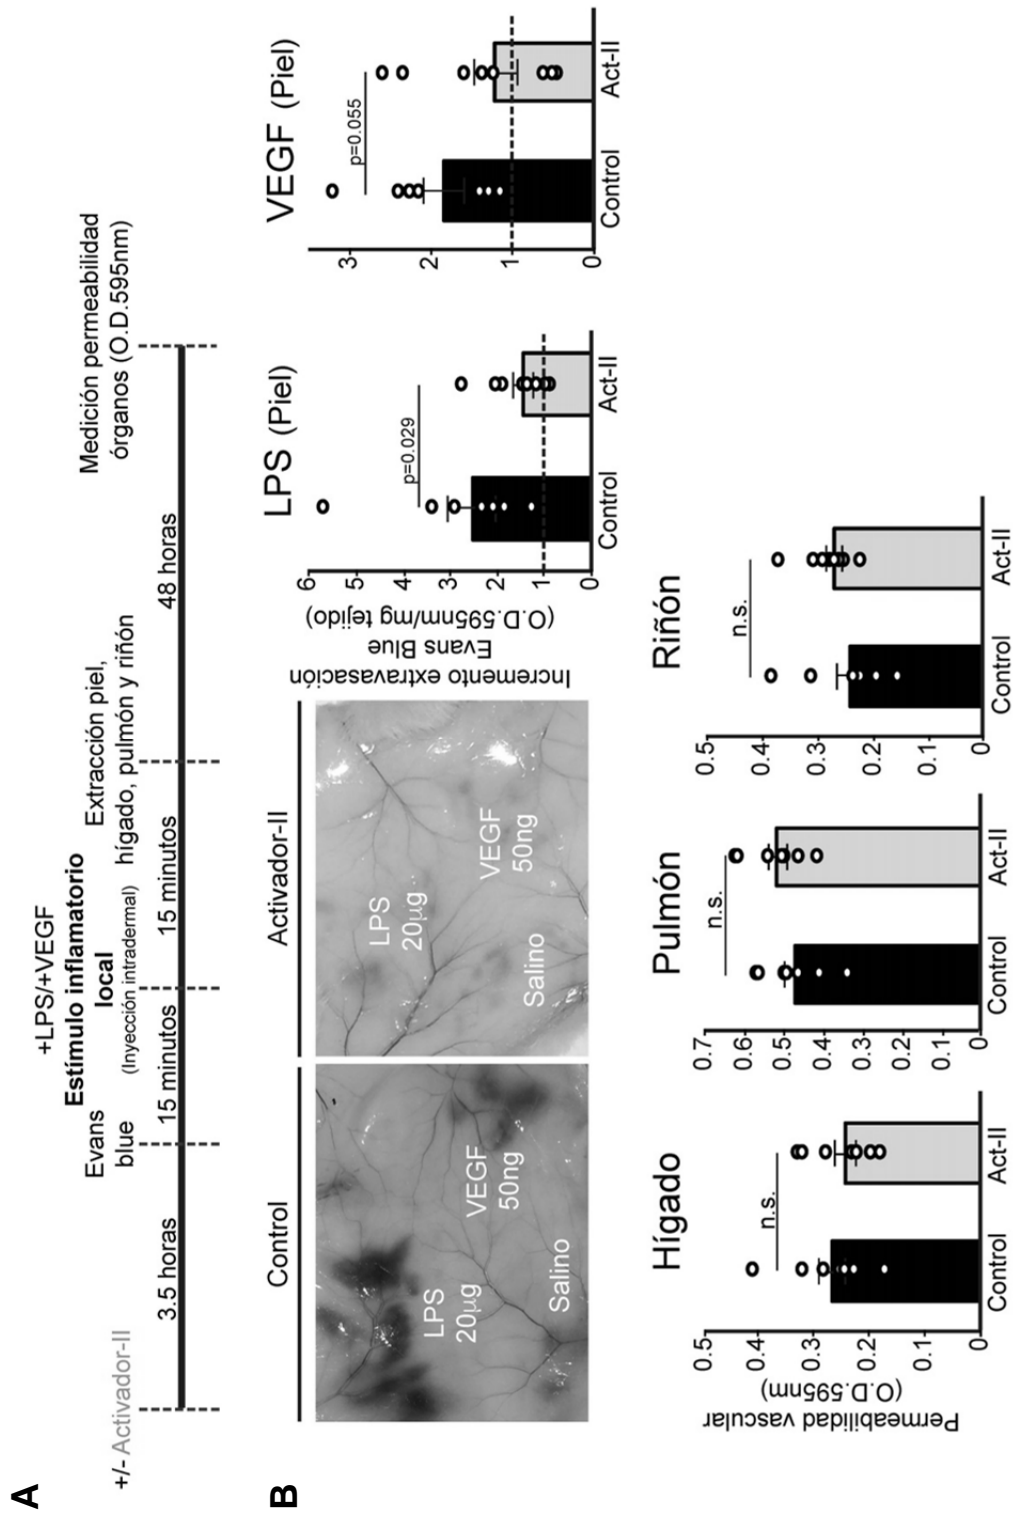 A
+LPS/+VEGF
Estímulo inflamatorio
local
(Inyección intradermal)
Evans
blue
Extracción piel,
hígado, pulmón y riñón
Medición permeabilidad
órganos (O.D.595nm)
+/- Activador-II
3.5 horas
15 minutos
15 minutos
48 horas
B
Control
LPS
20µg
VEGF
50ng
Salino
Activador-II
LPS
20µg
VEGF
50ng
Salino
LPS (Piel)
Incremento extravasación
Evans Blue
(O.D.595nm/mg tejido)
6
5
4
3
2
1
0
p=0.029
Control
Act-II
VEGF (Piel)
3
2
1
0
p=0.055
Control
Act-II
Hígado
Permeabilidad vascular
(O.D.595nm)
0.5
0.4
0.3
0.2
0.1
0
n.s.
Control
Act-II
Pulmón
0.7
0.6
0.5
0.4
0.3
0.2
0.1
0
n.s.
Control
Act-II
Riñón
0.5
0.4
0.3
0.2
0.1
0
n.s.
Control
Act-II